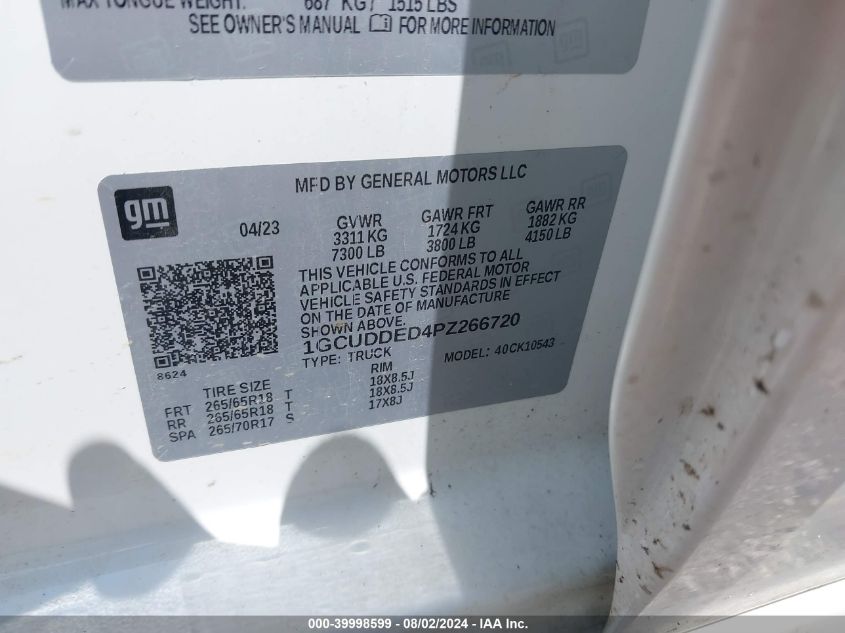 MAX TONGUE WEIGHT: 687 KG / 1515 LBS
SEE OWNER'S MANUAL FOR MORE INFORMATION
gm
MFD BY GENERAL MOTORS LLC
gm
04/23
GVWR GAWR FRT GAWR RR
3311 KG 1724 KG 1882 KG
7300 LB 3800 LB 4150 LB
THIS VEHICLE CONFORMS TO ALL
APPLICABLE U.S. FEDERAL MOTOR
VEHICLE SAFETY STANDARDS IN EFFECT
ON THE DATE OF MANUFACTURE
SHOWN ABOVE.
1GCUDDED4PZ266720
TYPE: TRUCK MODEL: 40CK10543
8624
TIRE SIZE RIM
FRT 265/65R18 T 18X8.5J
RR 265/65R18 T 18X8.5J
SPA 265/70R17 S 17X8J
000-39998599 - 08/02/2024 - IAA Inc.